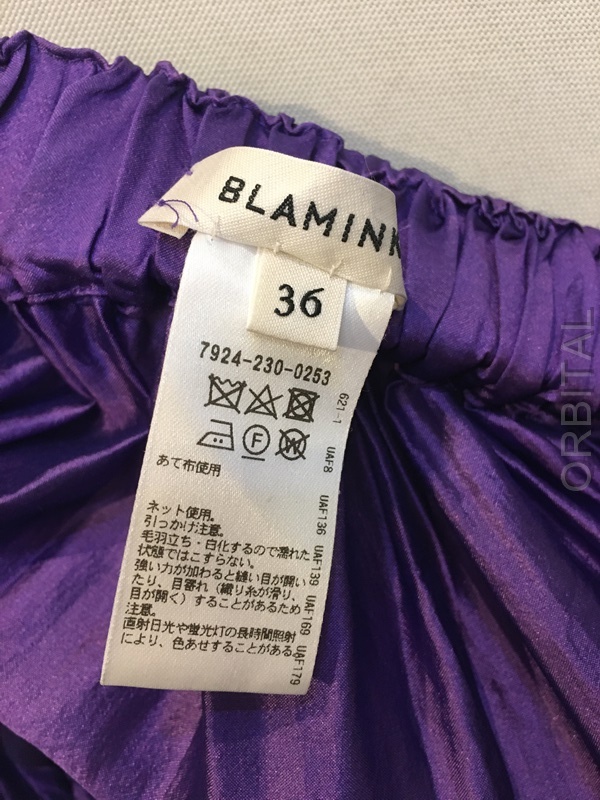 BLAMINK
36
7924-230-0253
621-1 UAF8 UAF136 UAF139 UAF169 UAF179
F
W
あて布使用
ネット使用。
引っかけ注意。
毛羽立ち・白化するので濡れた
状態ではこすらない。
強い力が加わると縫い目が開い
たり、目寄れ（織り糸が滑り、
目が開く）することがあるため
注意。
直射日光や蛍光灯の長時間照射
により、色あせすることがある。
ORBITAL